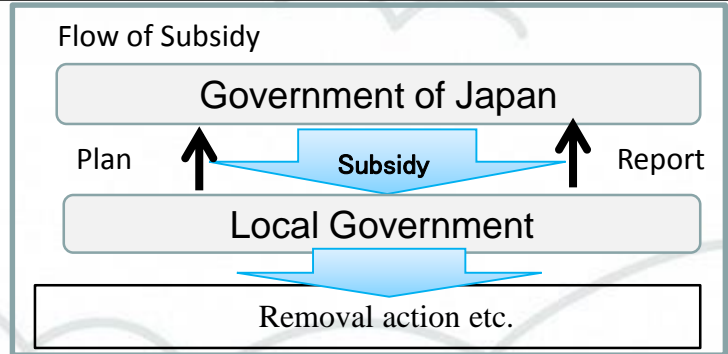 Flow of Subsidy
Government of Japan
Plan
Subsidy
Report
Local Government
Removal action etc.